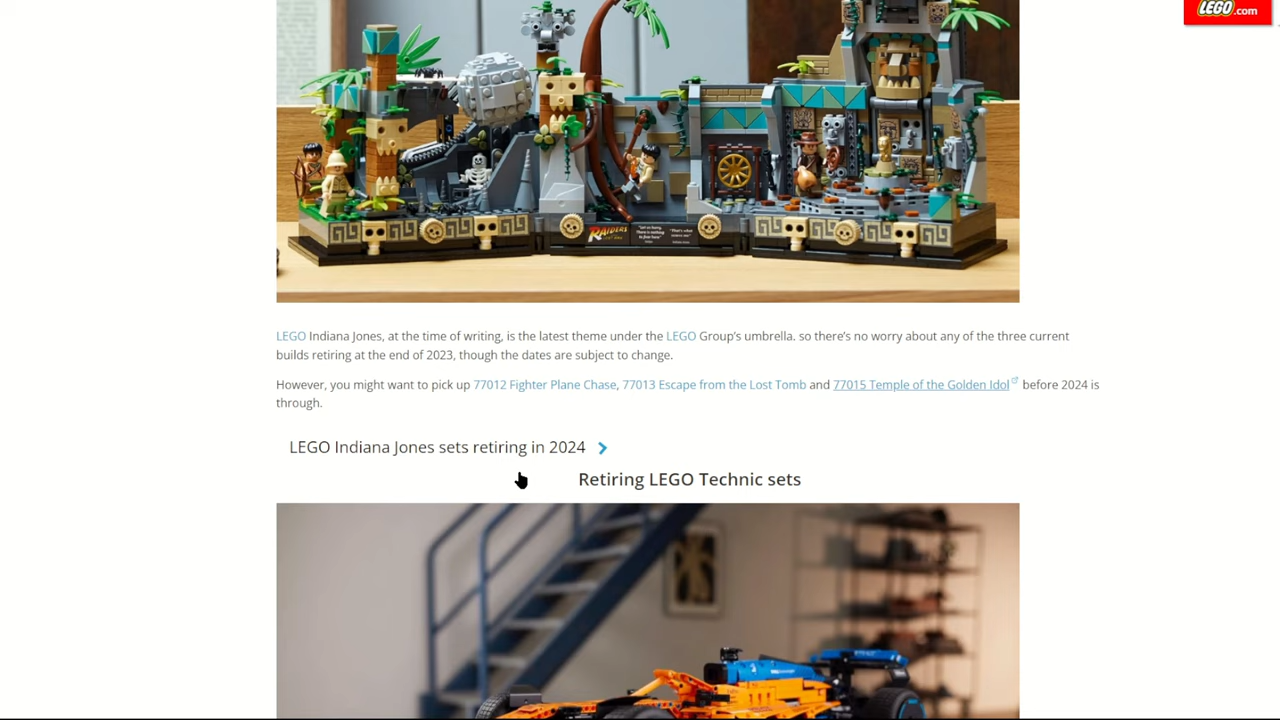 LEGO.com
RAIDERS
LEGO Indiana Jones, at the time of writing, is the latest theme under the LEGO Group's umbrella. so there's no worry about any of the three current
builds retiring at the end of 2023, though the dates are subject to change.
However, you might want to pick up 77012 Fighter Plane Chase, 77013 Escape from the Lost Tomb and 77015 Temple of the Golden Idol before 2024 is
through.
LEGO Indiana Jones sets retiring in 2024
Retiring LEGO Technic sets